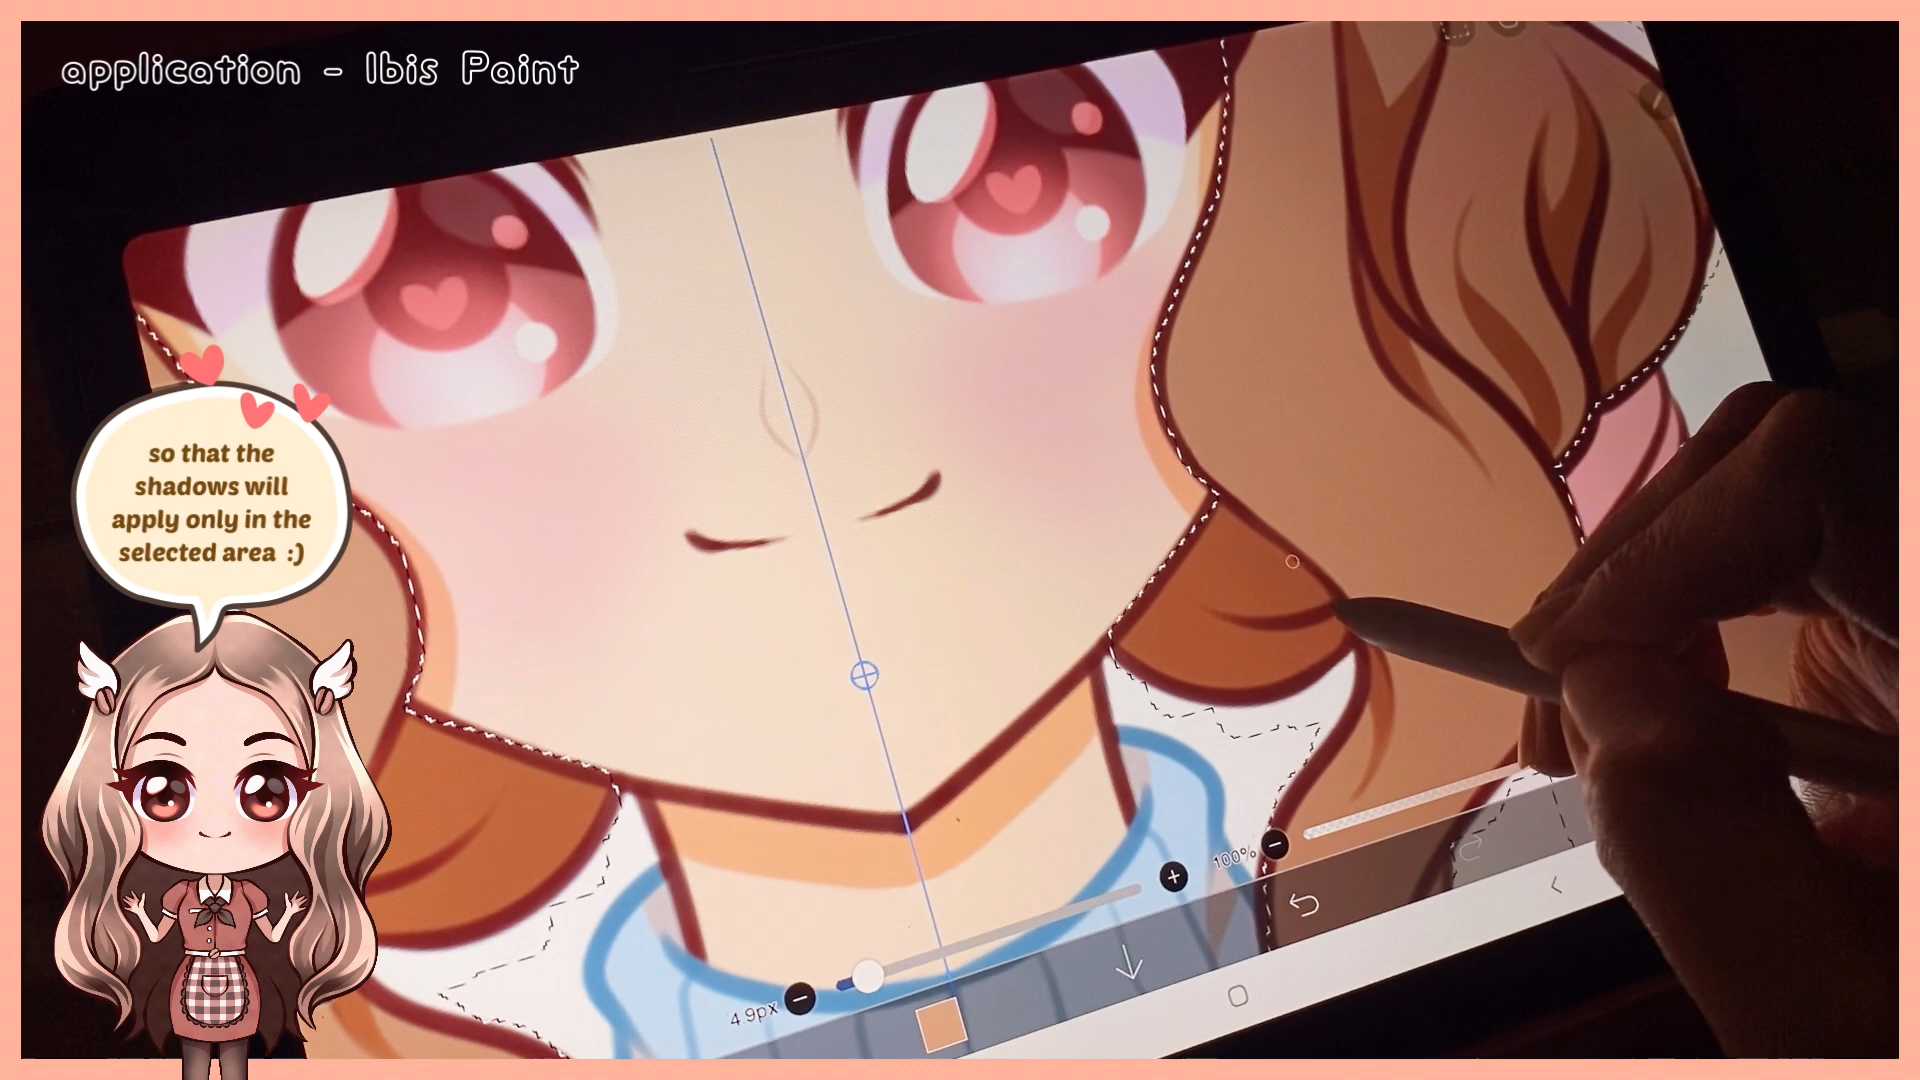 application - Ibis Paint
so that the
shadows will
apply only in the
selected area :)
100%
4.9px